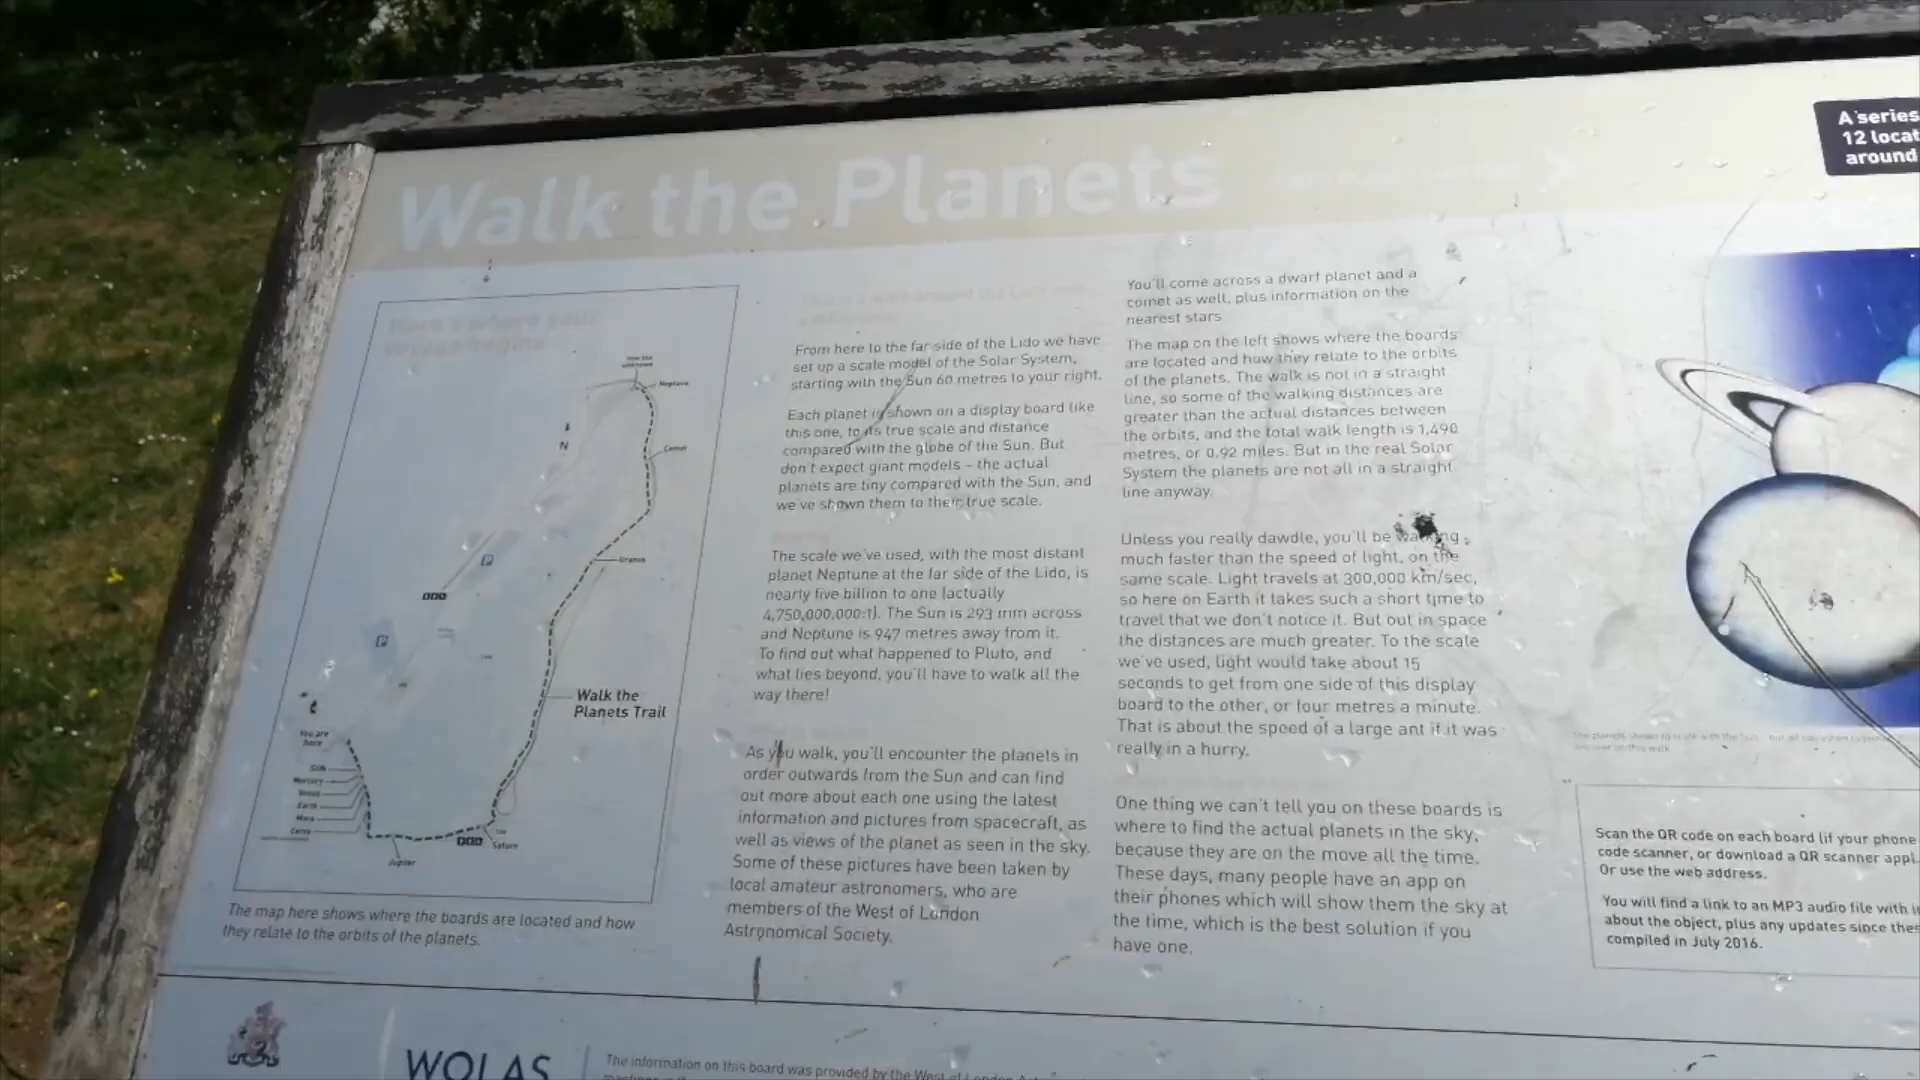 Walk the Planets
A series
12 locat
around
Here's where your
voyage begins
Neptune
N
Comet
Uranus
P
P
Walk the
Planets Trail
You are
here
SUN
Mercury
Venus
Earth
Mars
Ceres
Jupiter
Saturn
The map here shows where the boards are located and how
they relate to the orbits of the planets.
From here to the far side of the Lido we have
set up a scale model of the Solar System,
starting with the Sun 60 metres to your right.
Each planet is shown on a display board like
this one, to its true scale and distance
compared with the globe of the Sun. But
don't expect giant models – the actual
planets are tiny compared with the Sun, and
we've shown them to their true scale.
The scale we've used, with the most distant
planet Neptune at the far side of the Lido, is
nearly five billion to one (actually
4,750,000,000:1). The Sun is 293 mm across
and Neptune is 947 metres away from it.
To find out what happened to Pluto, and
what lies beyond, you'll have to walk all the
way there!
As you walk, you'll encounter the planets in
order outwards from the Sun and can find
out more about each one using the latest
information and pictures from spacecraft, as
well as views of the planet as seen in the sky.
Some of these pictures have been taken by
local amateur astronomers, who are
members of the West of London
Astronomical Society.
You'll come across a dwarf planet and a
comet as well, plus information on the
nearest stars
The map on the left shows where the boards
are located and how they relate to the orbits
of the planets. The walk is not in a straight
line, so some of the walking distances are
greater than the actual distances between
the orbits, and the total walk length is 1,490
metres, or 0.92 miles. But in the real Solar
System the planets are not all in a straight
line anyway.
Unless you really dawdle, you'll be walking
much faster than the speed of light, on the
same scale. Light travels at 300,000 km/sec,
so here on Earth it takes such a short time to
travel that we don't notice it. But out in space
the distances are much greater. To the scale
we've used, light would take about 15
seconds to get from one side of this display
board to the other, or four metres a minute.
That is about the speed of a large ant if it was
really in a hurry.
One thing we can't tell you on these boards is
where to find the actual planets in the sky,
because they are on the move all the time.
These days, many people have an app on
their phones which will show them the sky at
the time, which is the best solution if you
have one.
Scan the QR code on each board (if your phone
code scanner, or download a QR scanner app).
Or use the web address.
You will find a link to an MP3 audio file with
about the object, plus any updates since
compiled in July 2016.
WOLAS
The information on this board was provided by the West of London